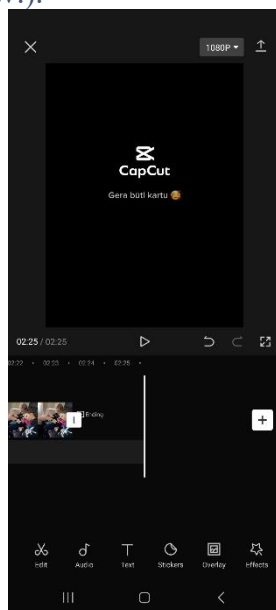 1080P
CapCut
Gera būti kartu 🥰
02:25 / 02:25
02:22 • 02:23 • 02:24 • 02:25 •
Ending
Edit Audio Text Stickers Overlay Effects